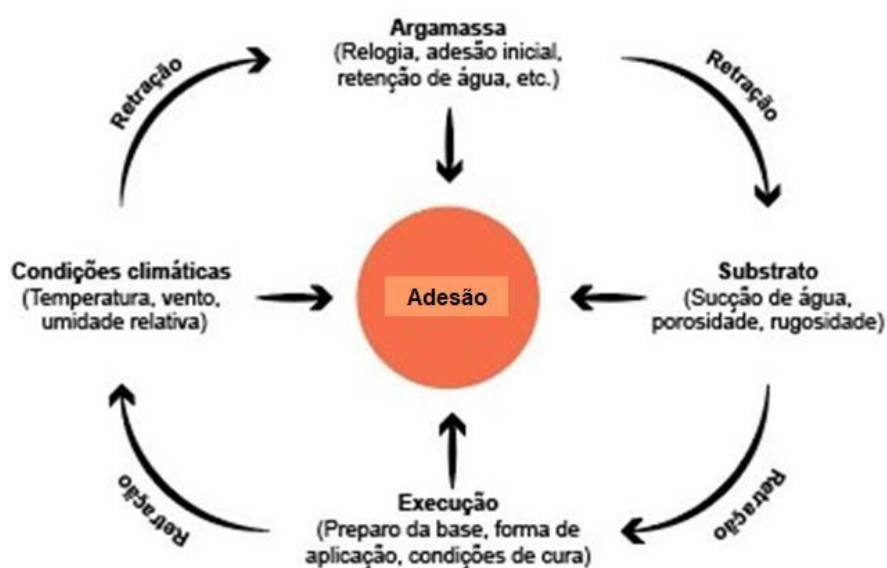 Argamassa
(Relogia, adesão inicial,
retenção de água, etc.)
Retração
Retração
Condições climáticas
(Temperatura, vento,
umidade relativa)
Adesão
Substrato
(Sucção de água,
porosidade, rugosidade)
Retração
Retração
Execução
(Preparo da base, forma de
aplicação, condições de cura)